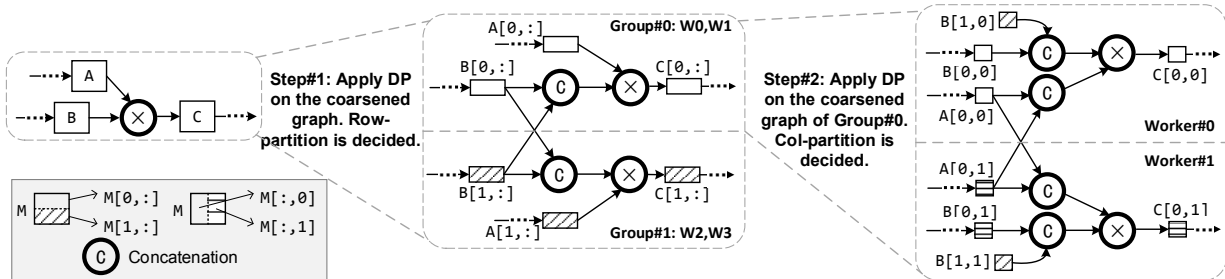 A
B
×
C
M
M[0,:]
M[1,:]
M
M[:,0]
M[:,1]
C Concatenation
Step#1: Apply DP
on the coarsened
graph. Row-
partition is decided.
A[0,:]
Group#0: W0,W1
B[0,:]
C
×
C[0,:]
B[1,:]
C
×
C[1,:]
A[1,:]
Group#1: W2,W3
Step#2: Apply DP
on the coarsened
graph of Group#0.
Col-partition is
decided.
B[1,0]
B[0,0]
C
×
C[0,0]
A[0,0]
C
Worker#0
Worker#1
A[0,1]
C
B[0,1]
C
×
C[0,1]
B[1,1]